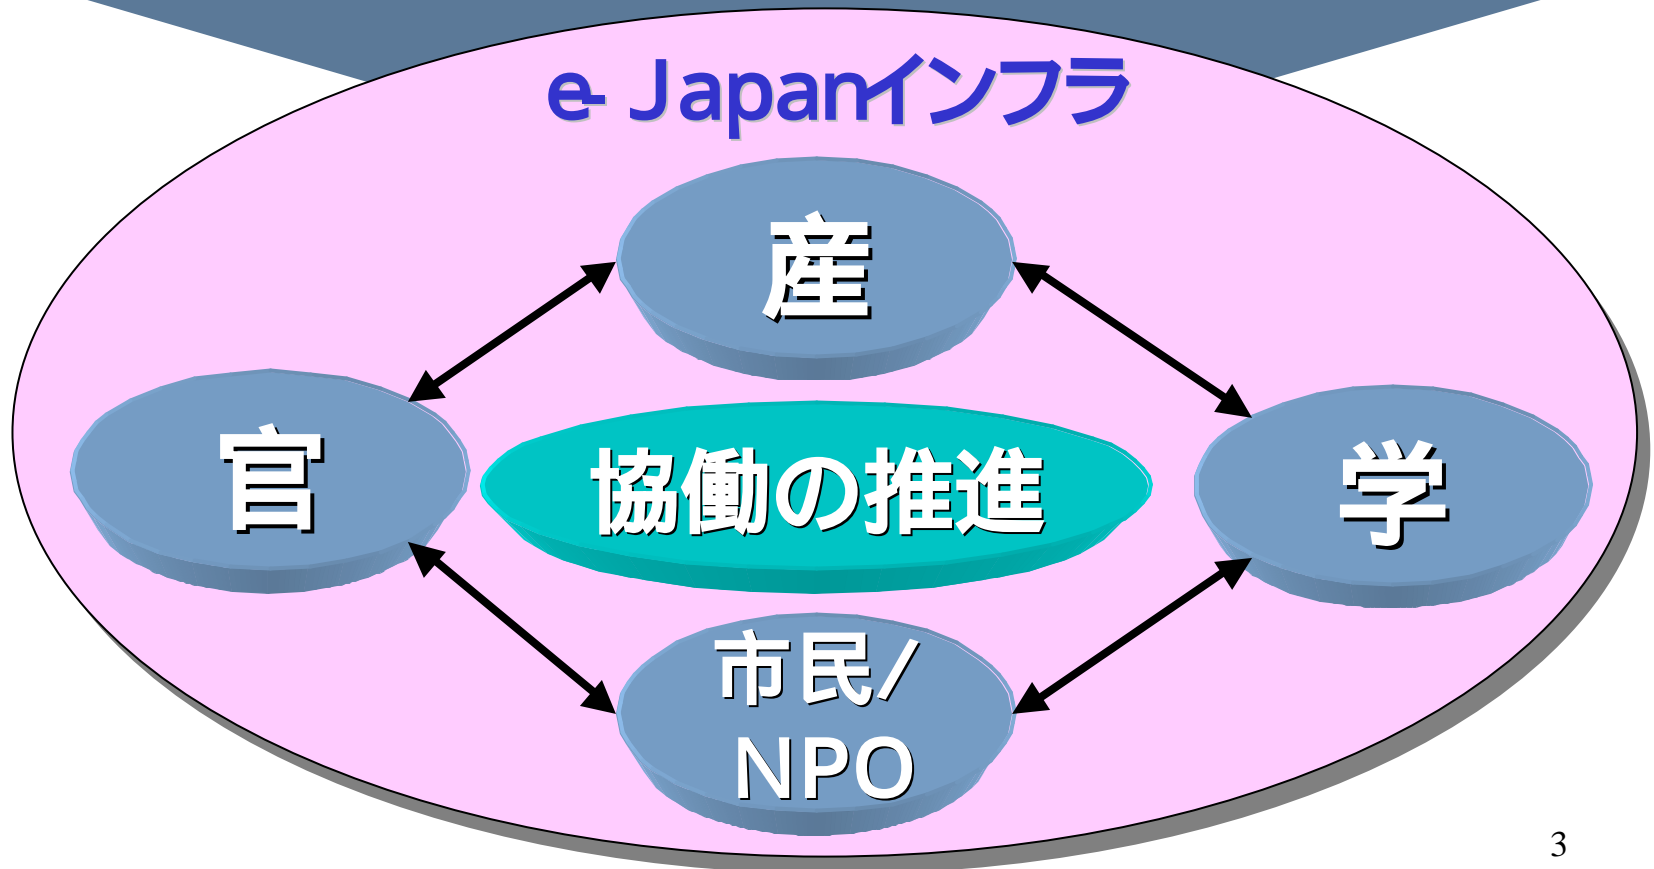 e- Japanインフラ
産
官
協働の推進
学
市民/
NPO
3